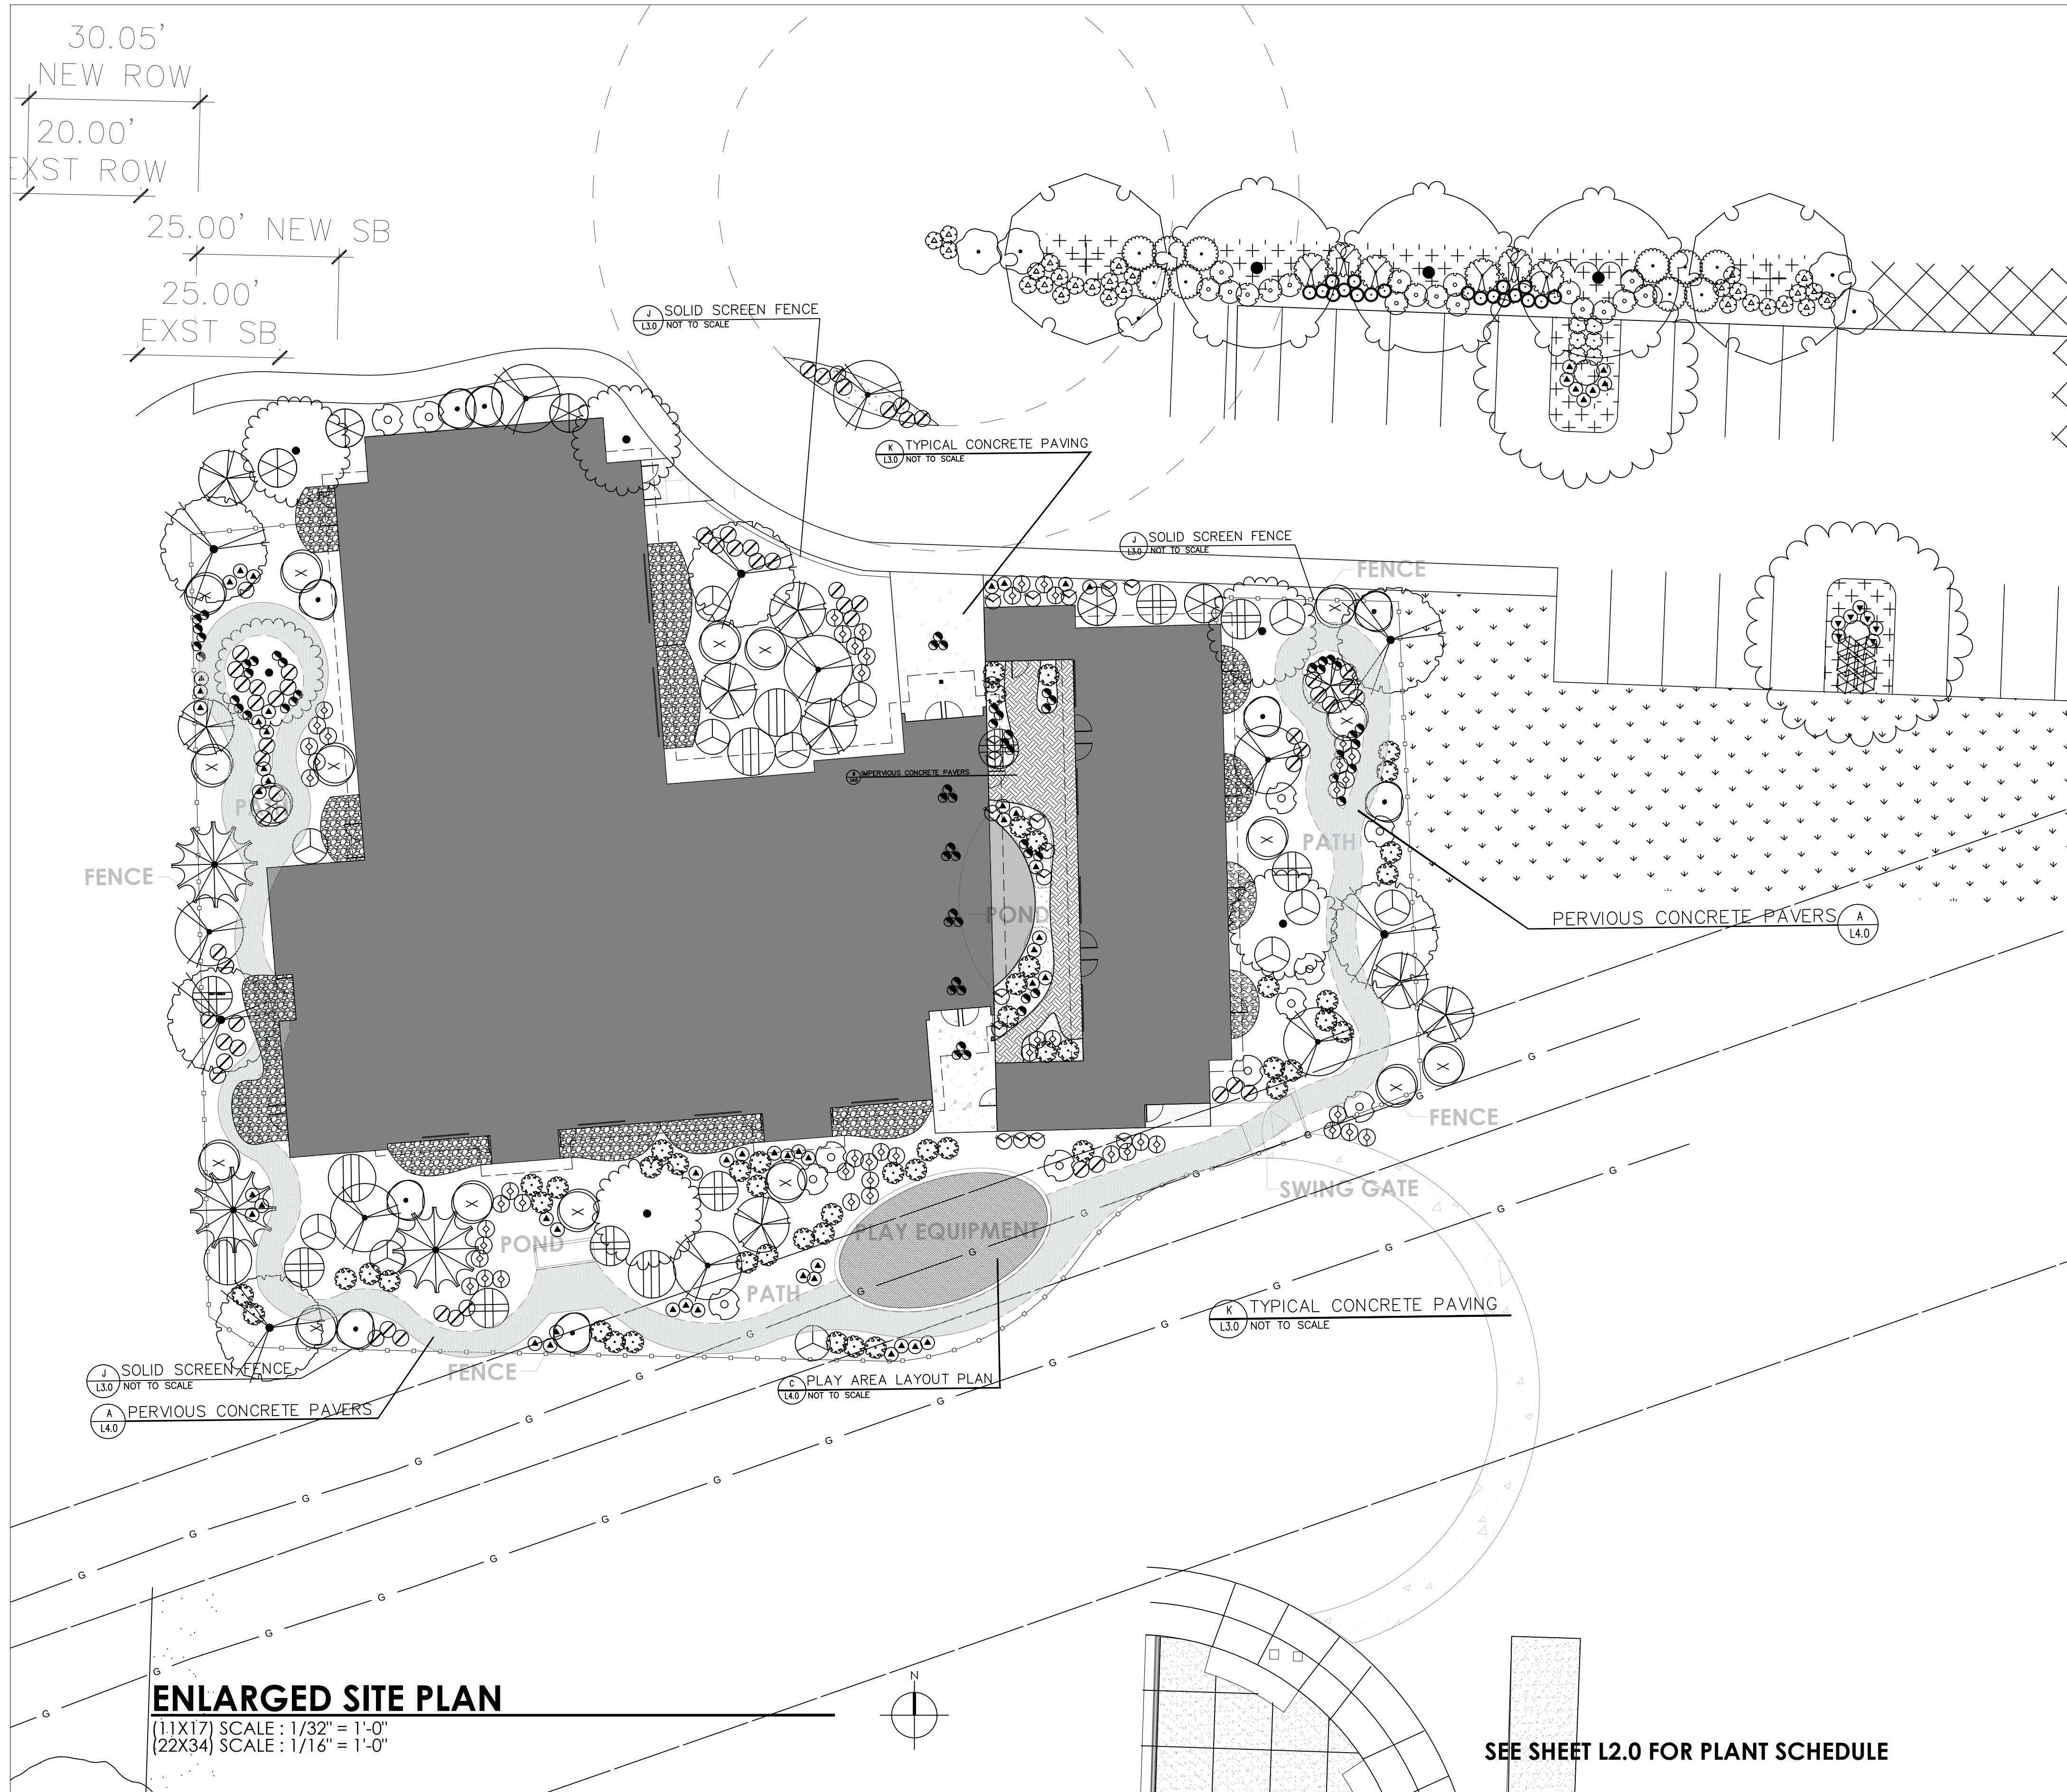 30.05'
NEW ROW
20.00'
EXST ROW
25.00' NEW SB
25.00'
EXST SB
J
L3.0
SOLID SCREEN FENCE
NOT TO SCALE
K
L3.0
TYPICAL CONCRETE PAVING
NOT TO SCALE
J
L3.0
SOLID SCREEN FENCE
NOT TO SCALE
FENCE
IMPERVIOUS CONCRETE PAVERS
PATH
PATH
FENCE
POND
PERVIOUS CONCRETE PAVERS
A
L4.0
FENCE
SWING GATE
PLAY EQUIPMENT
POND
PATH
K
L3.0
TYPICAL CONCRETE PAVING
NOT TO SCALE
FENCE
J
L3.0
SOLID SCREEN FENCE
NOT TO SCALE
C
L4.0
PLAY AREA LAYOUT PLAN
NOT TO SCALE
A
L4.0
PERVIOUS CONCRETE PAVERS
G G G G G G G G G G G
G G G G G G G G G G G G G G G
N
ENLARGED SITE PLAN
(11X17) SCALE : 1/32" = 1'-0"
(22X34) SCALE : 1/16" = 1'-0"
SEE SHEET L2.0 FOR PLANT SCHEDULE